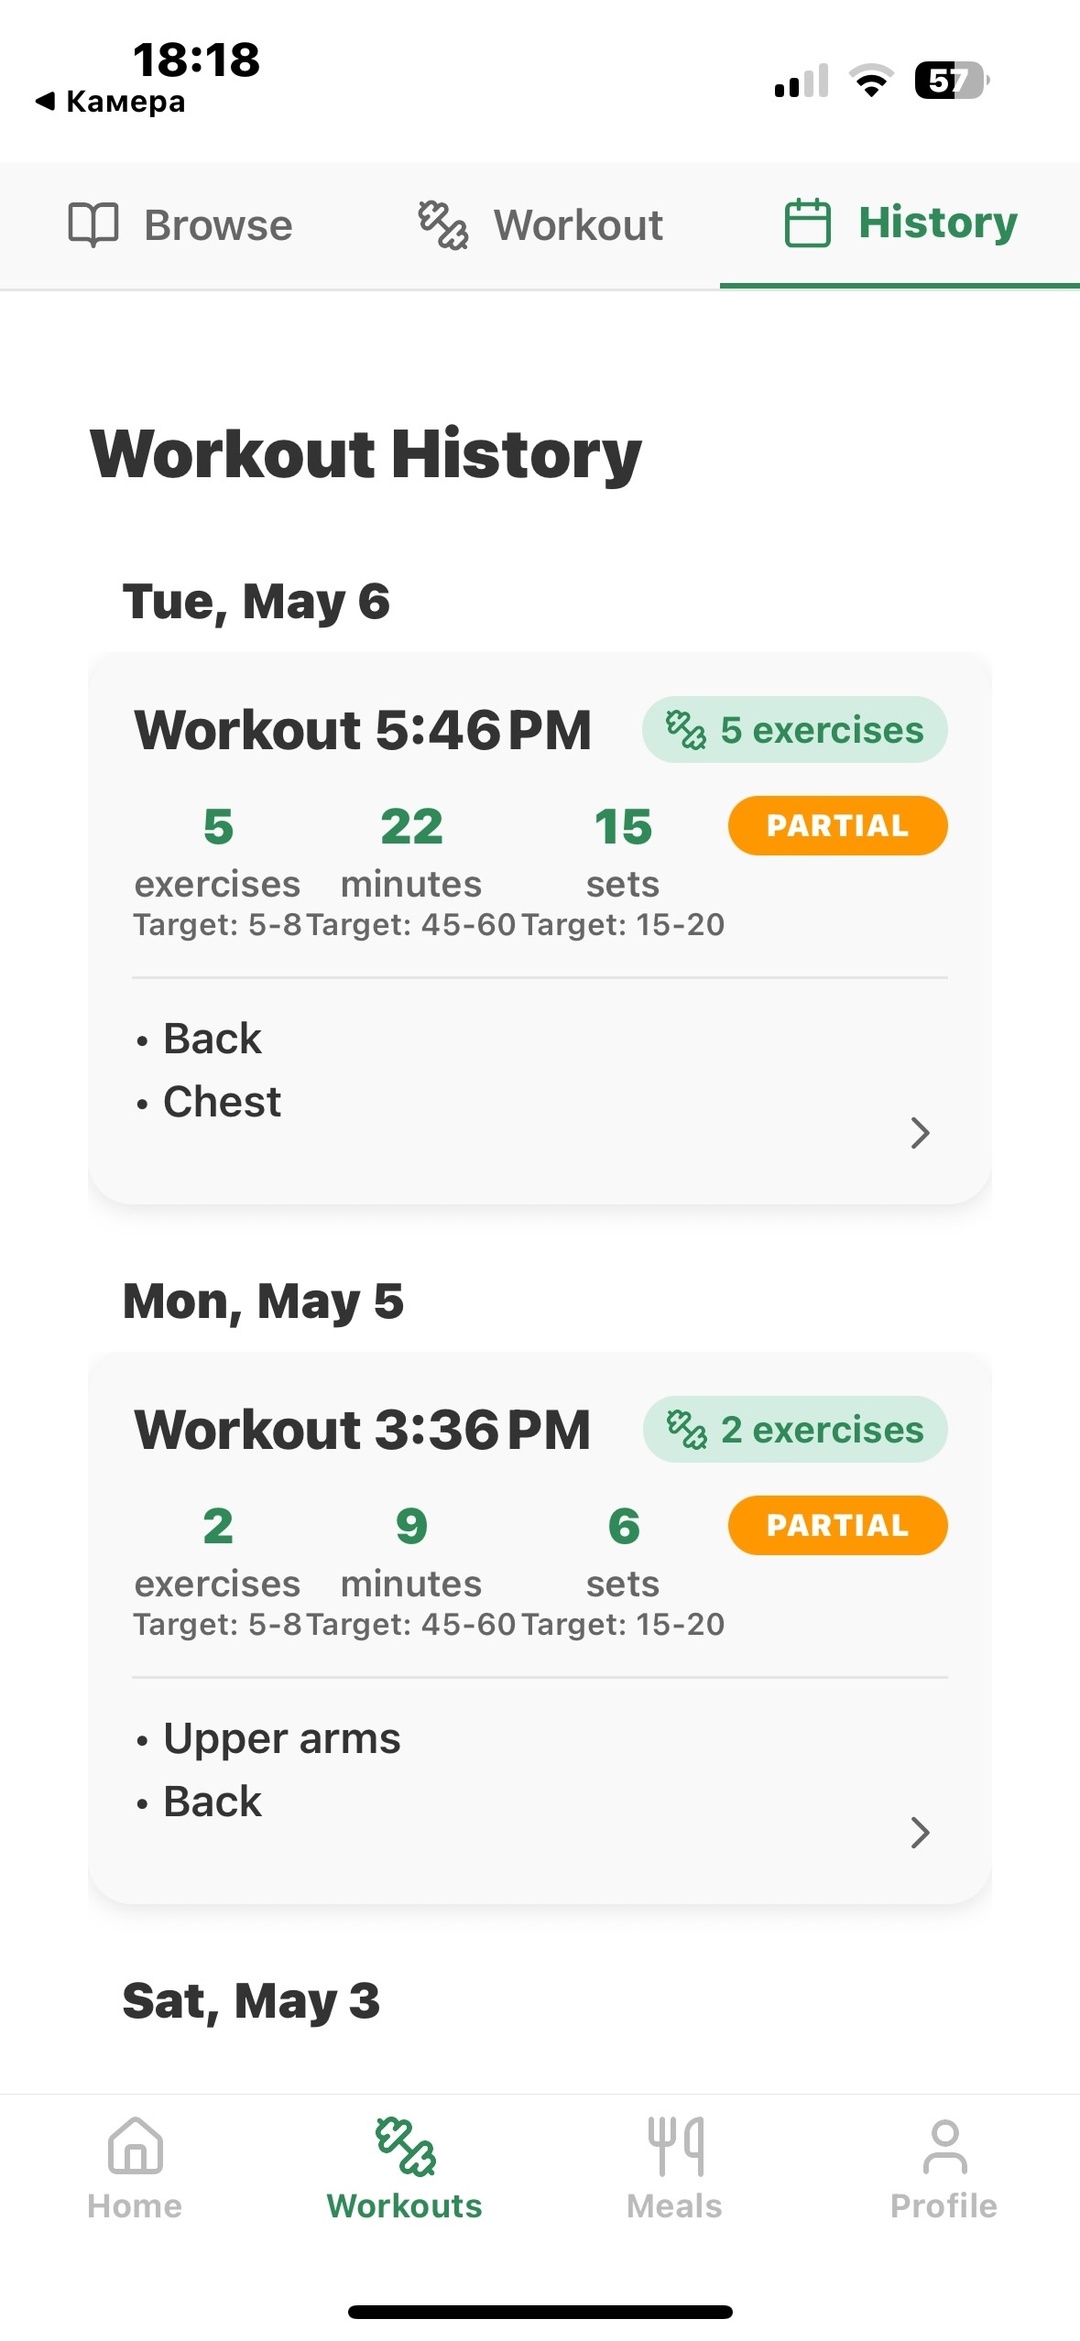 18:18
◀ Камера
57
Browse
Workout
History
Workout History
Tue, May 6
Workout 5:46 PM
5 exercises
5 22 15 PARTIAL
exercises minutes sets
Target: 5-8 Target: 45-60 Target: 15-20
• Back
• Chest
Mon, May 5
Workout 3:36 PM
2 exercises
2 9 6 PARTIAL
exercises minutes sets
Target: 5-8 Target: 45-60 Target: 15-20
• Upper arms
• Back
Sat, May 3
Home Workouts Meals Profile